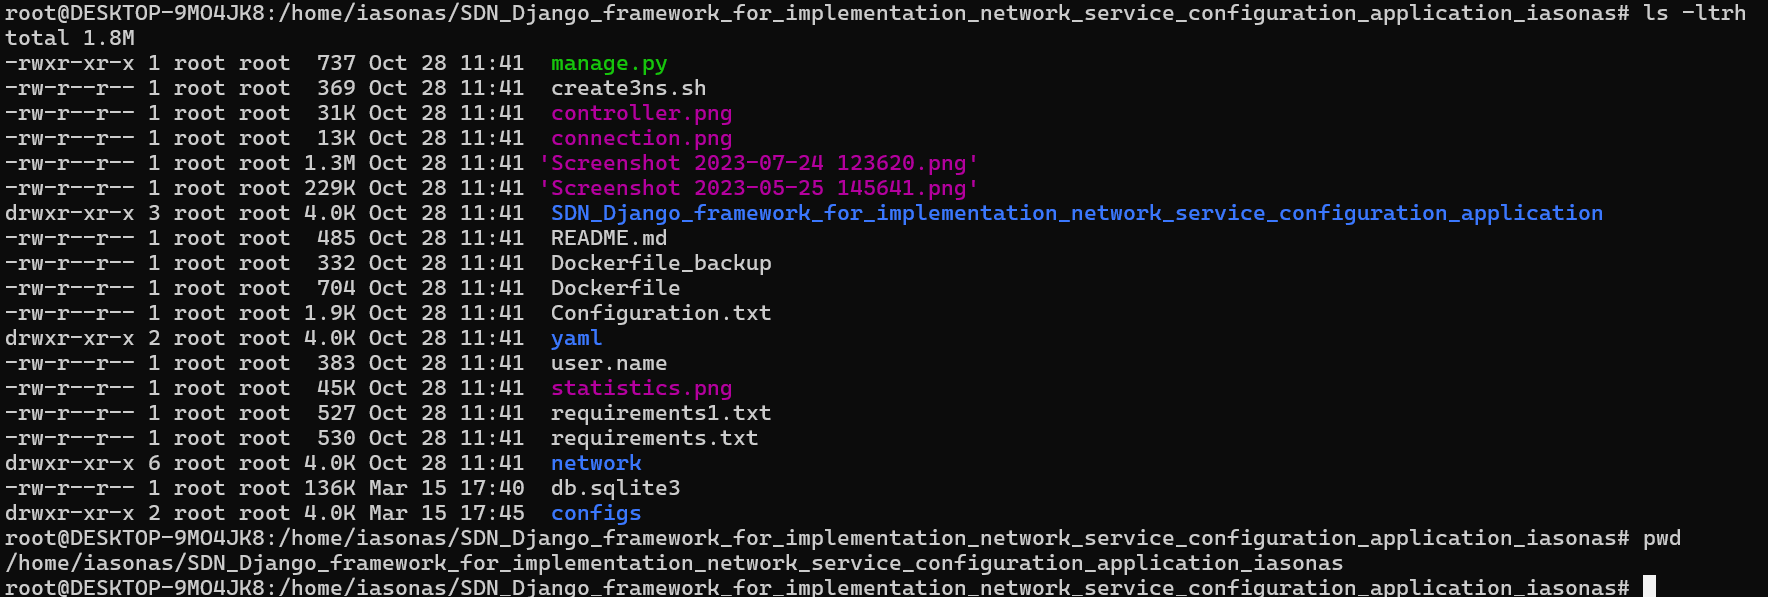 root@DESKTOP-9MO4JK8:/home/iasonas/SDN_Django_framework_for_implementation_network_service_configuration_application_iasonas# ls -ltrh
total 1.8M
-rwxr-xr-x 1 root root  737 Oct 28 11:41  manage.py
-rw-r--r-- 1 root root  369 Oct 28 11:41  create3ns.sh
-rw-r--r-- 1 root root  31K Oct 28 11:41  controller.png
-rw-r--r-- 1 root root  13K Oct 28 11:41  connection.png
-rw-r--r-- 1 root root 1.3M Oct 28 11:41 'Screenshot 2023-07-24 123620.png'
-rw-r--r-- 1 root root 229K Oct 28 11:41 'Screenshot 2023-05-25 145641.png'
drwxr-xr-x 3 root root 4.0K Oct 28 11:41  SDN_Django_framework_for_implementation_network_service_configuration_application
-rw-r--r-- 1 root root  485 Oct 28 11:41  README.md
-rw-r--r-- 1 root root  332 Oct 28 11:41  Dockerfile_backup
-rw-r--r-- 1 root root  704 Oct 28 11:41  Dockerfile
-rw-r--r-- 1 root root 1.9K Oct 28 11:41  Configuration.txt
drwxr-xr-x 2 root root 4.0K Oct 28 11:41  yaml
-rw-r--r-- 1 root root  383 Oct 28 11:41  user.name
-rw-r--r-- 1 root root  45K Oct 28 11:41  statistics.png
-rw-r--r-- 1 root root  527 Oct 28 11:41  requirements1.txt
-rw-r--r-- 1 root root  530 Oct 28 11:41  requirements.txt
drwxr-xr-x 6 root root 4.0K Oct 28 11:41  network
-rw-r--r-- 1 root root 136K Mar 15 17:40  db.sqlite3
drwxr-xr-x 2 root root 4.0K Mar 15 17:45  configs
root@DESKTOP-9MO4JK8:/home/iasonas/SDN_Django_framework_for_implementation_network_service_configuration_application_iasonas# pwd
/home/iasonas/SDN_Django_framework_for_implementation_network_service_configuration_application_iasonas
root@DESKTOP-9MO4JK8:/home/iasonas/SDN_Django_framework_for_implementation_network_service_configuration_application_iasonas#